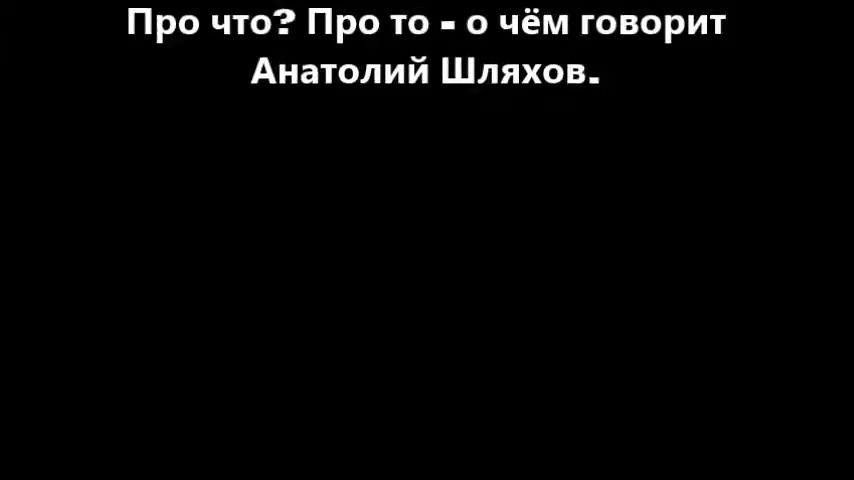 Про что? Про то - о чём говорит
Анатолий Шляхов.